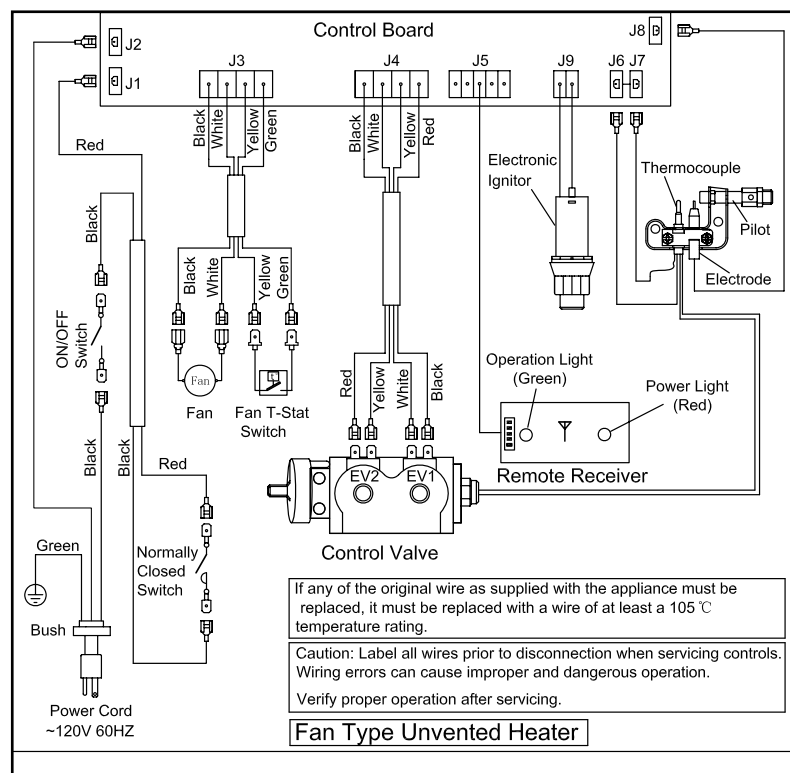 Control Board
J2
J1
J3
J4
J5
J9
J6 J7
J8
Red
Black
White
Yellow
Green
Black
White
Yellow
Red
Electronic
Ignitor
Thermocouple
Pilot
Electrode
Black
ON/OFF
Switch
Black
Black
Black
White
Yellow
Green
Fan
Fan
Fan T-Stat
Switch
Red
Yellow
White
Black
Operation Light
(Green)
Power Light
(Red)
Remote Receiver
EV2
EV1
Control Valve
Red
Normally
Closed
Switch
Green
Bush
Power Cord
~120V 60HZ
If any of the original wire as supplied with the appliance must be
replaced, it must be replaced with a wire of at least a 105 ℃
temperature rating.
Caution: Label all wires prior to disconnection when servicing controls.
Wiring errors can cause improper and dangerous operation.
Verify proper operation after servicing.
Fan Type Unvented Heater